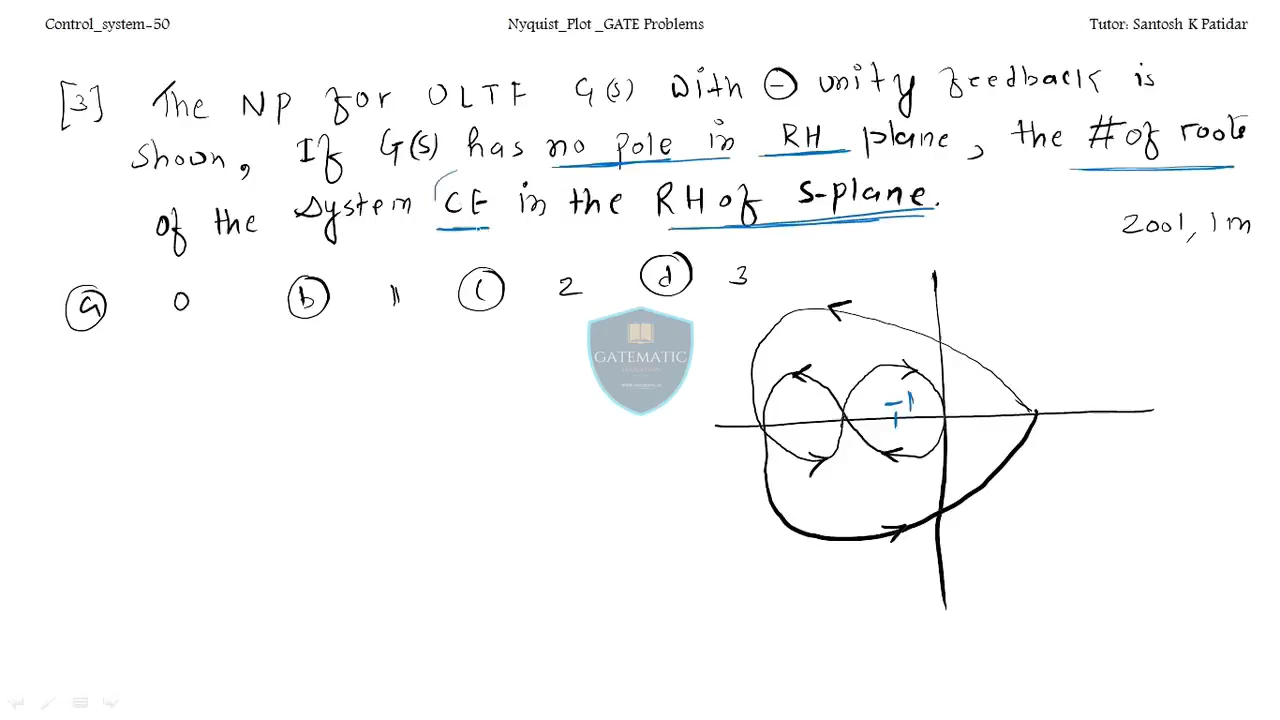 Control_system-50 Nyquist_Plot _GATE Problems Tutor: Santosh K Patidar
[3] The NP for OLTF G(s) with ⊖ unity feedback is
shown, If G(s) has no pole in RH plane, the # of roots
of the system CE in the RH of s-plane.
2001, 1m
(a) 0 (b) 1 (c) 2 (d) 3
GATEMATIC
EDUCATION
-1